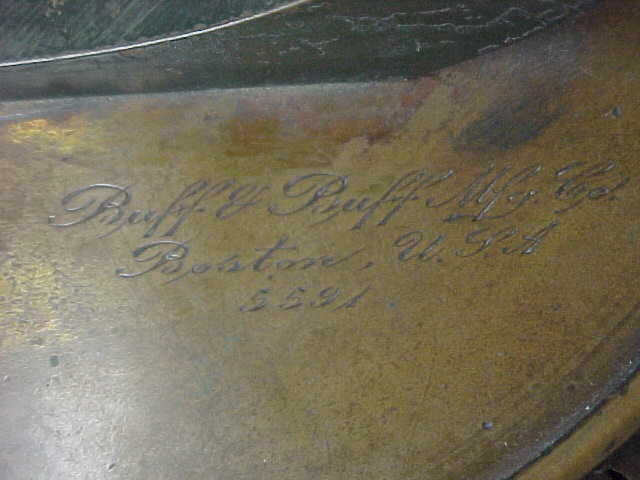 Buff & Buff Mfg. Co.
Boston, U.S.A
5591.